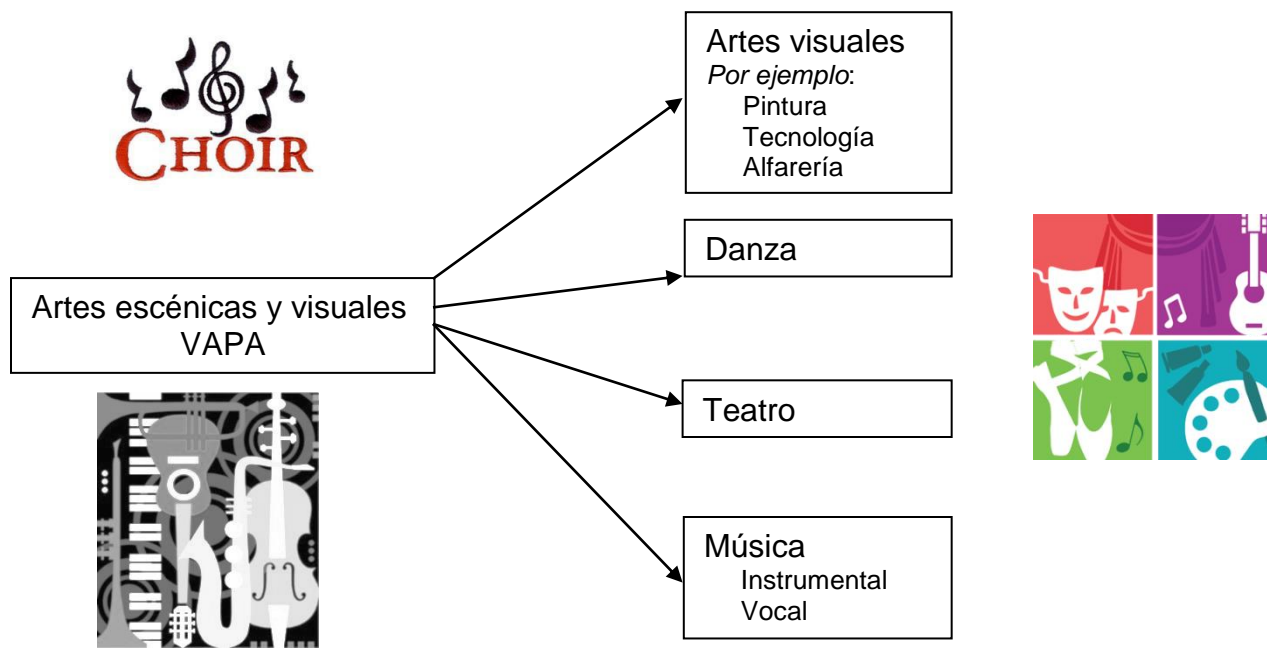 CHOIR
Artes escénicas y visuales
VAPA
Artes visuales
Por ejemplo:
Pintura
Tecnología
Alfarería
Danza
Teatro
Música
Instrumental
Vocal